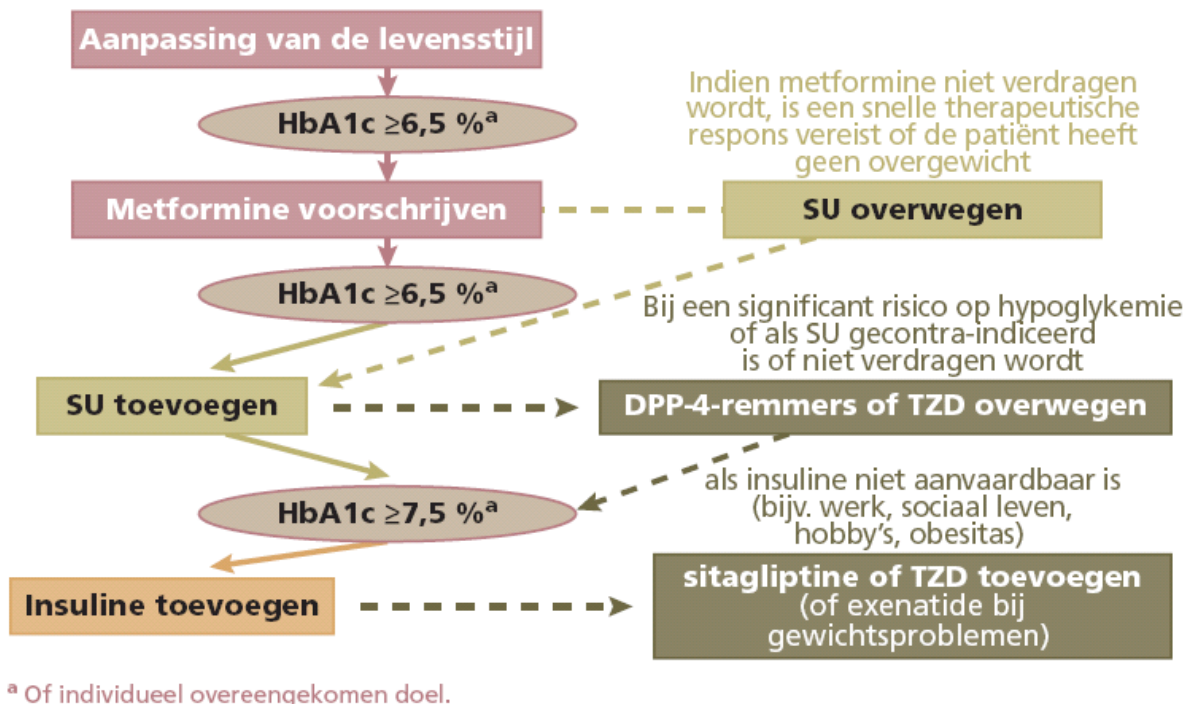 Aanpassing van de levensstijl
HbA1c ≥6,5 %ª
Indien metformine niet verdragen
wordt, is een snelle therapeutische
respons vereist of de patiënt heeft
geen overgewicht
Metformine voorschrijven
SU overwegen
HbA1c ≥6,5 %ª
Bij een significant risico op hypoglykemie
of als SU gecontra-indiceerd
is of niet verdragen wordt
SU toevoegen
DPP-4-remmers of TZD overwegen
HbA1c ≥7,5 %ª
als insuline niet aanvaardbaar is
(bijv. werk, sociaal leven,
hobby’s, obesitas)
Insuline toevoegen
sitagliptine of TZD toevoegen
(of exenatide bij
gewichtsproblemen)
ª Of individueel overeengekomen doel.